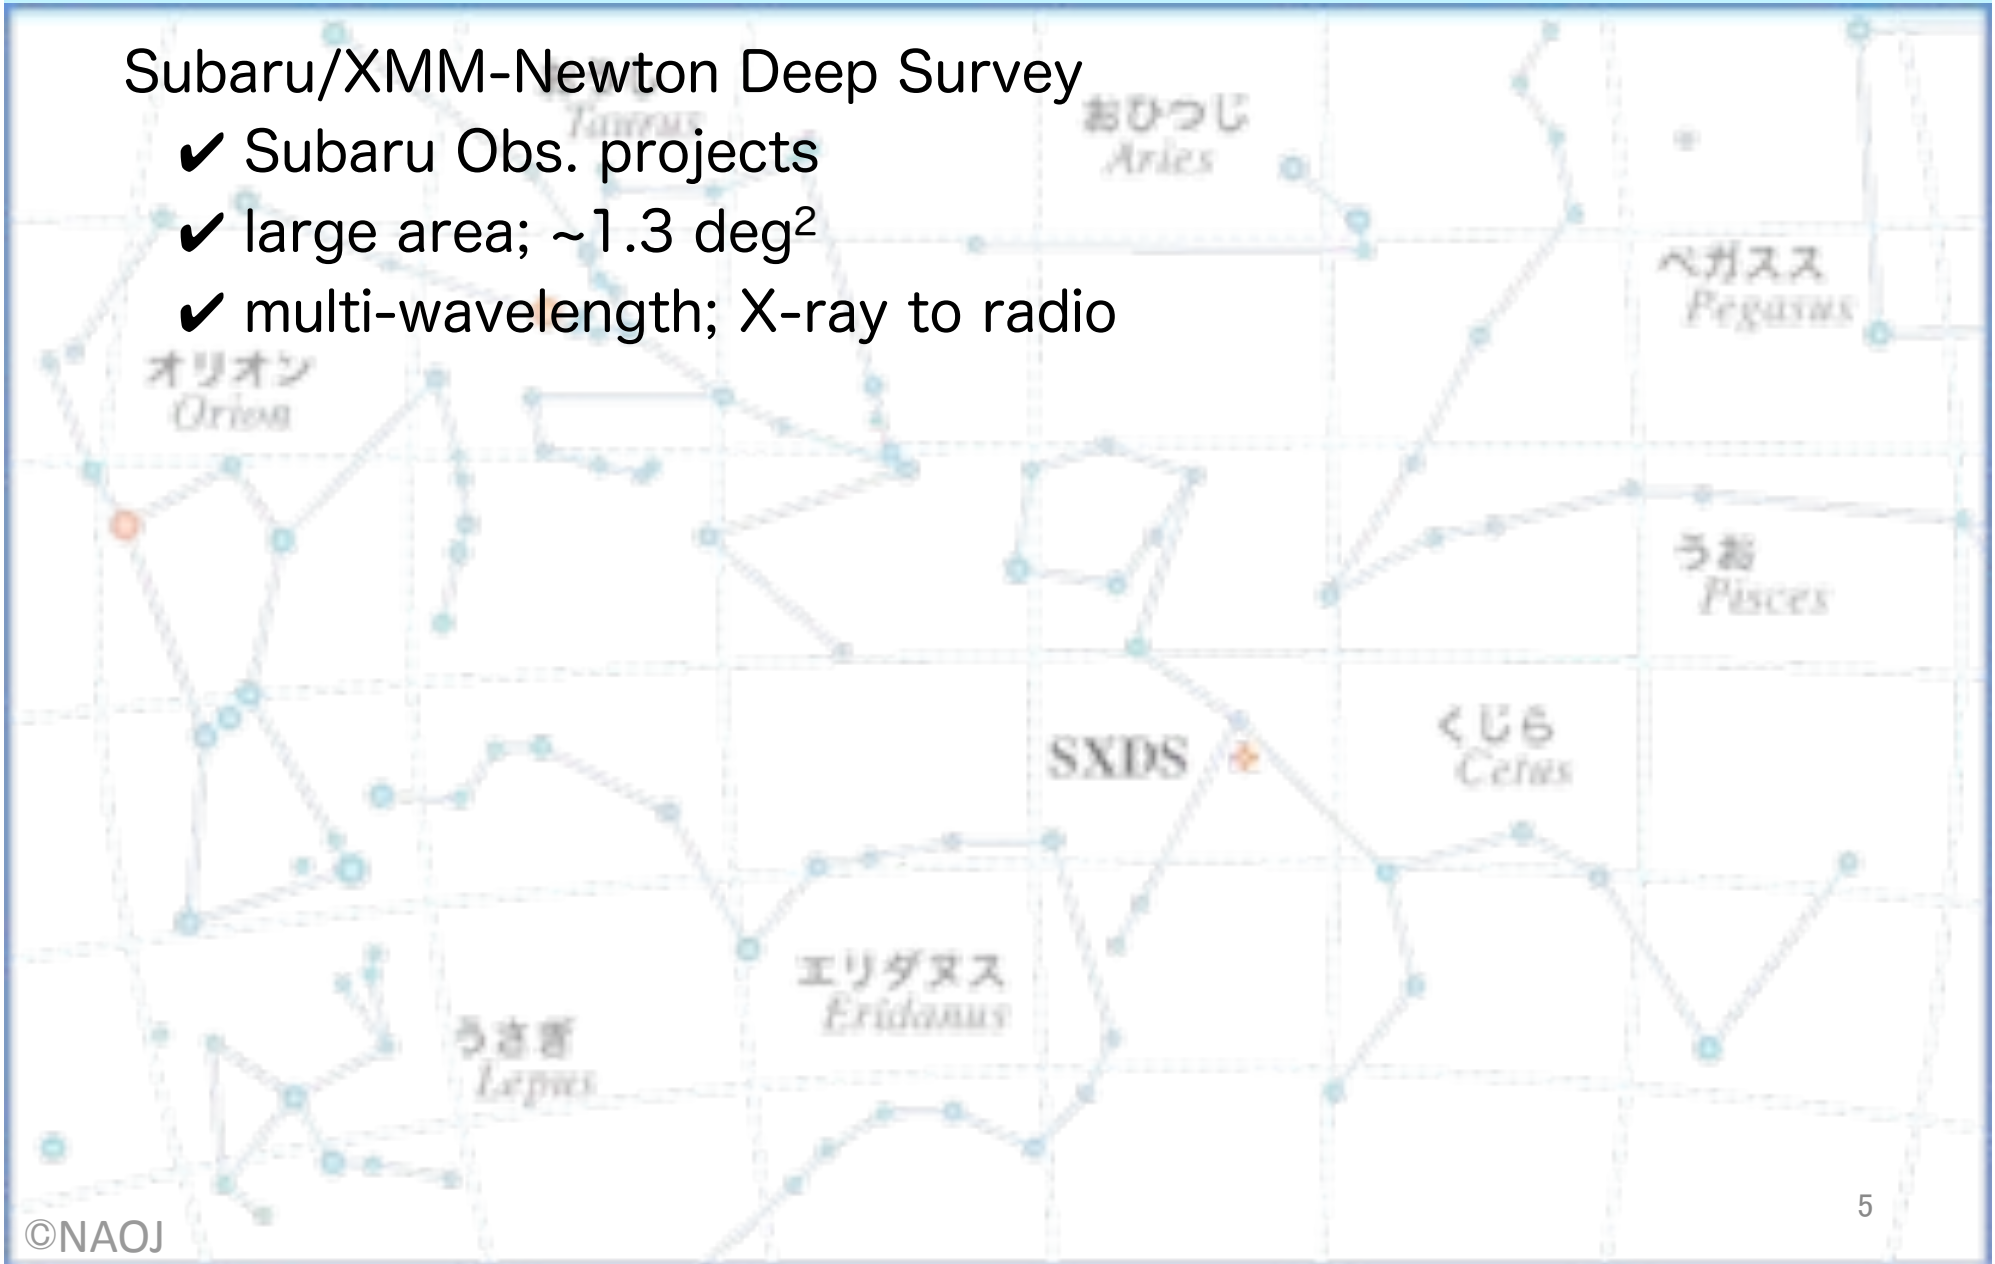 Subaru/XMM-Newton Deep Survey
✔ Subaru Obs. projects
✔ large area; ~1.3 deg²
✔ multi-wavelength; X-ray to radio
Taurus
おひつじ
Aries
ペガスス
Pegasus
オリオン
Orion
うお
Pisces
SXDS
くじら
Cetus
エリダヌス
Eridanus
うさぎ
Lepus
5
©NAOJ